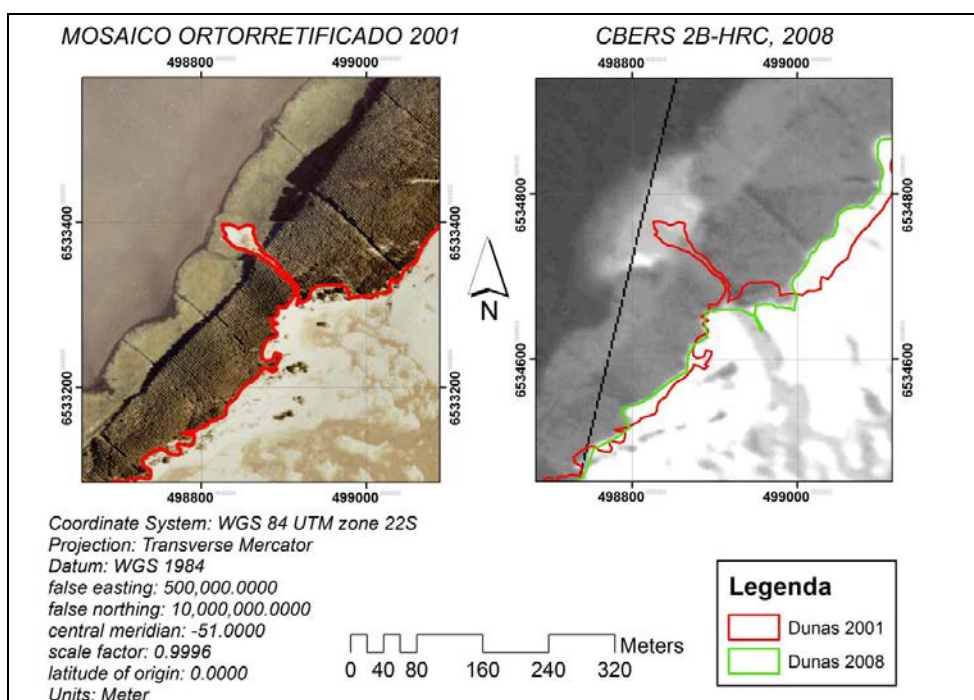 MOSAICO ORTORRETIFICADO 2001
CBERS 2B-HRC, 2008
498800
499000
498800
499000
6533400
6533400
6534800
6534800
N
6533200
6533200
6534600
6534600
498800
499000
498800
499000
Coordinate System: WGS 84 UTM zone 22S
Projection: Transverse Mercator
Datum: WGS 1984
false easting: 500,000.0000
false northing: 10,000,000.0000
central meridian: -51.0000
scale factor: 0.9996
latitude of origin: 0.0000
Units: Meter
Meters
0 40 80 160 240 320
Legenda
Dunas 2001
Dunas 2008